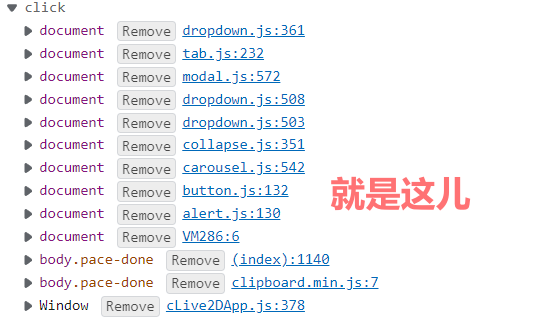 click
document Remove dropdown.js:361
document Remove tab.js:232
document Remove modal.js:572
document Remove dropdown.js:508
document Remove dropdown.js:503
document Remove collapse.js:351
document Remove carousel.js:542
document Remove button.js:132
就是这儿
document Remove alert.js:130
document Remove VM286:6
body.pace-done Remove (index):1140
body.pace-done Remove clipboard.min.js:7
Window Remove cLive2DApp.js:378